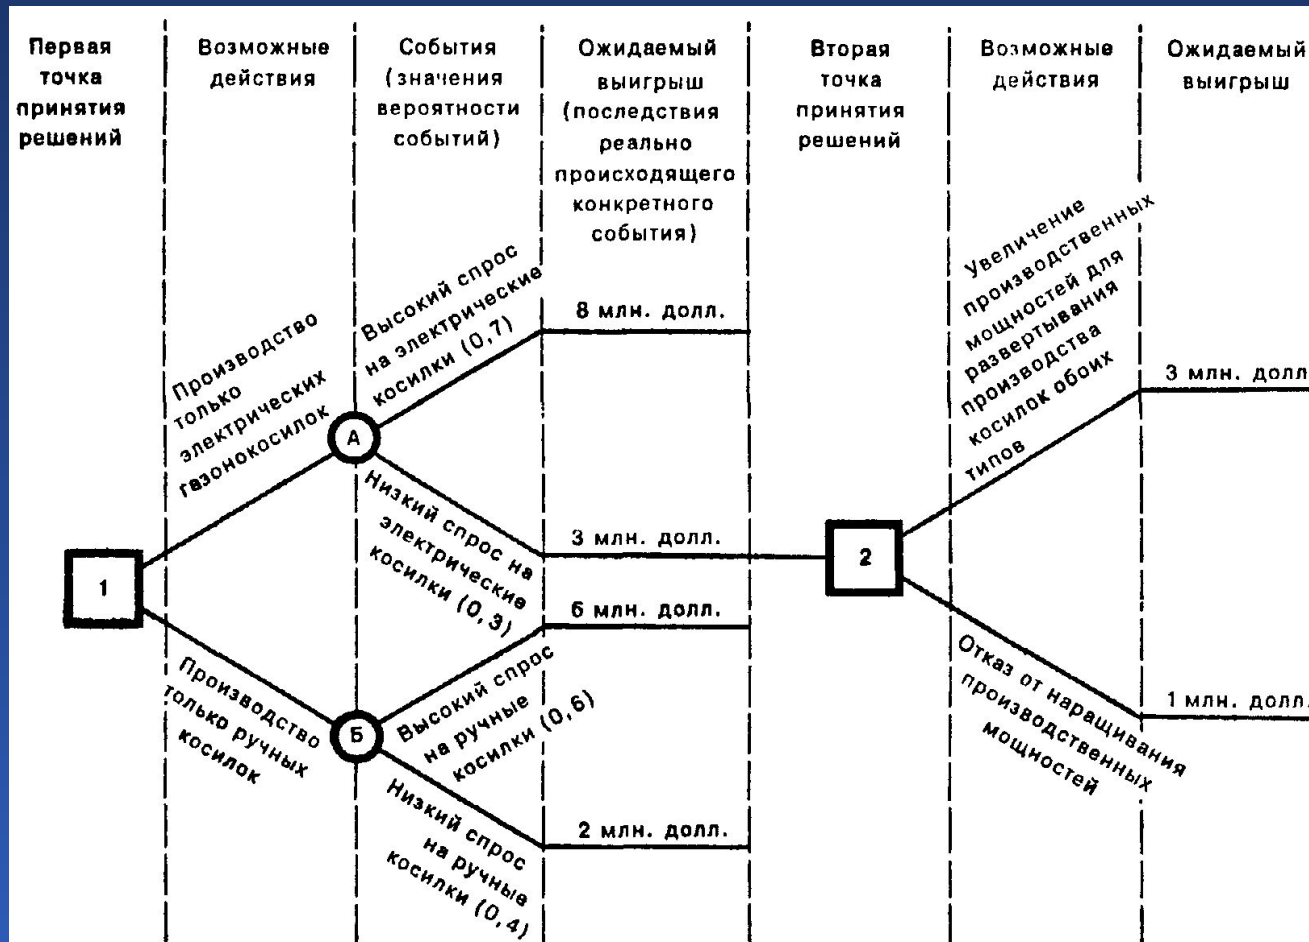 Первая
точка
принятия
решений
Возможные
действия
События
(значения
вероятности
событий)
Ожидаемый
выигрыш
(последствия
реально
происходящего
конкретного
события)
Вторая
точка
принятия
решений
Возможные
действия
Ожидаемый
выигрыш
1
Производство
только
электрических
газонокосилок
Производство
только ручных
косилок
А
Высокий спрос
на электрические
косилки (0,7)
Низкий спрос на
электрические
косилки (0,3)
Б
Высокий спрос
на ручные
косилки (0,6)
Низкий спрос
на ручные
косилки (0,4)
8 млн. долл.
3 млн. долл.
6 млн. долл.
2 млн. долл.
2
Увеличение
производственных
мощностей для
развертывания
производства
косилок обоих
типов
Отказ от наращивания
производственных
мощностей
3 млн. долл
1 млн. долл.